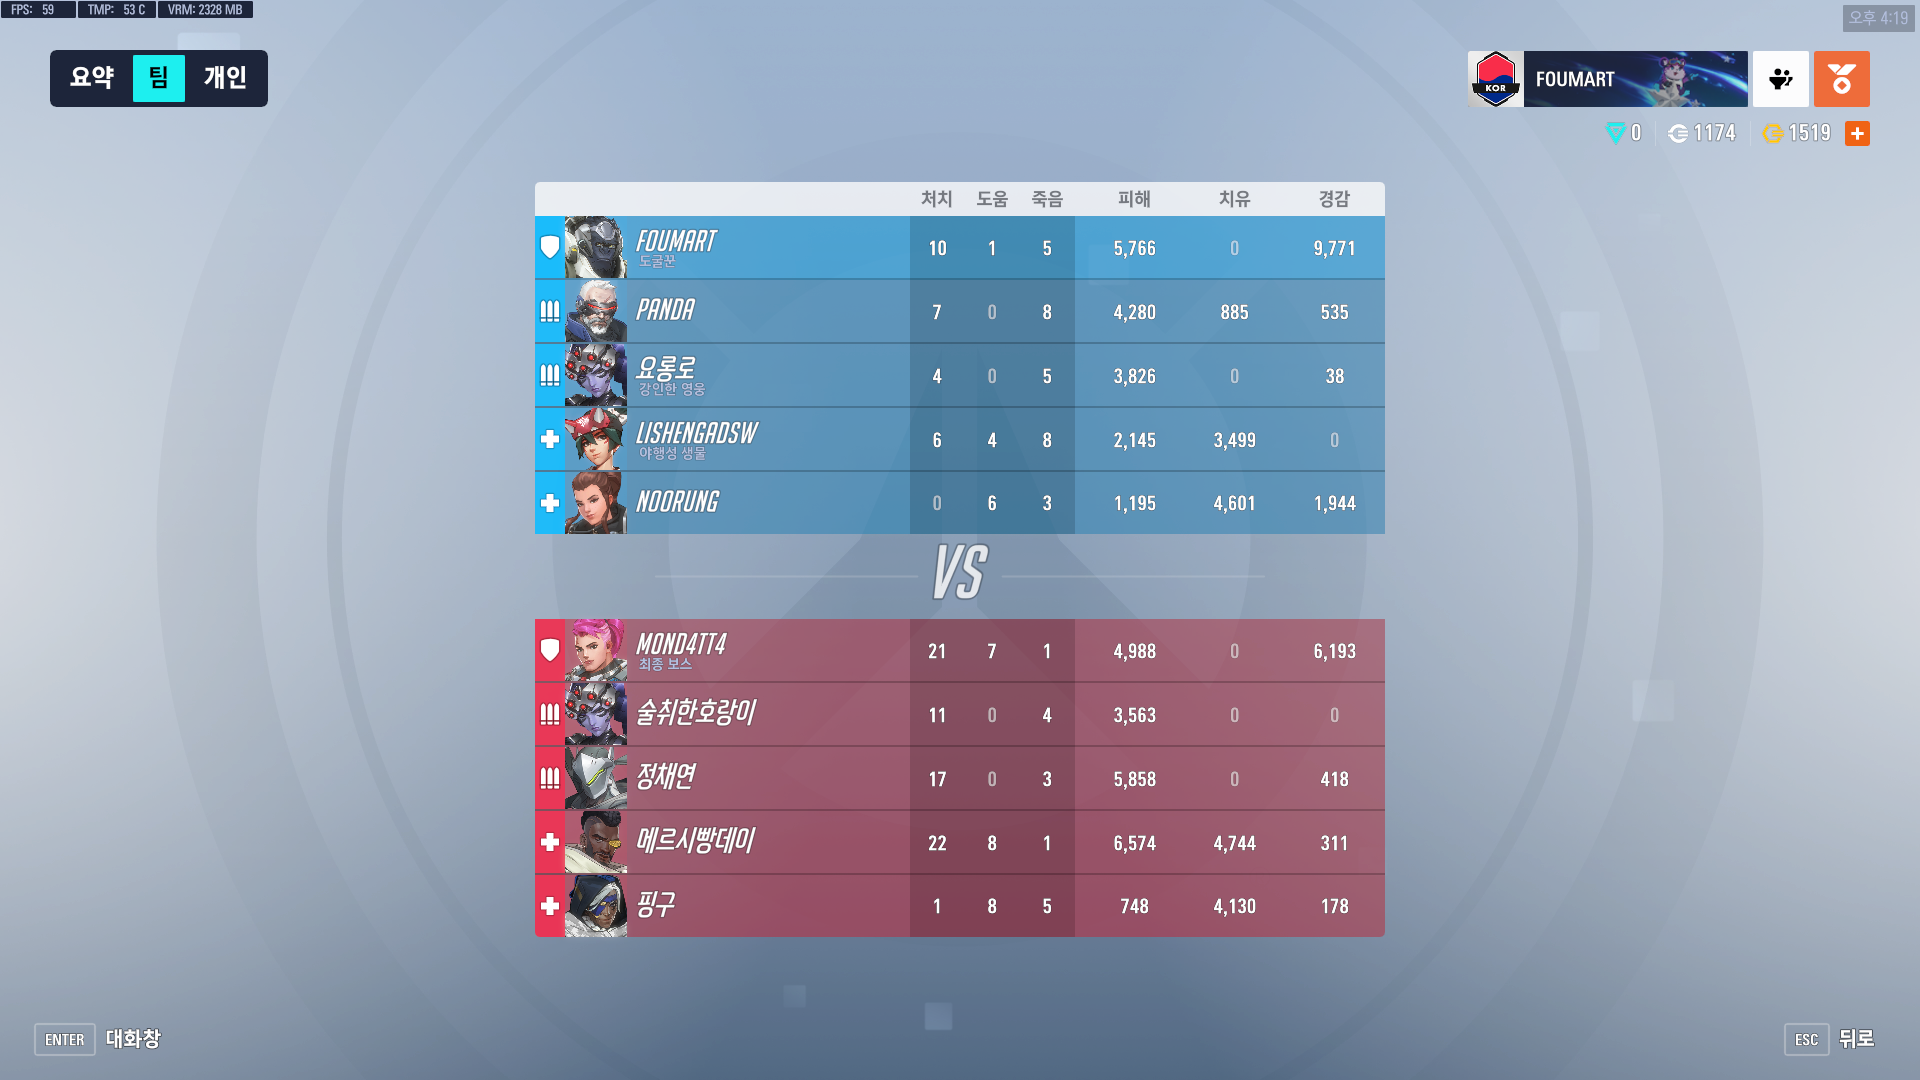 FPS: 59 TMP: 53 C VRM: 2328 MB
오후 4:19
요약 팀 개인
KOR FOUMART
0 1174 1519
처치 도움 죽음 피해 치유 경감
FOUMART 10 1 5 5,766 0 9,771
도굴꾼
PANDA 7 0 8 4,280 885 535
요롱로 4 0 5 3,826 0 38
강인한 영웅
LISHENGADSW 6 4 8 2,145 3,499 0
야행성 생물
NOORUNG 0 6 3 1,195 4,601 1,944
VS
MOND4TT4 21 7 1 4,988 0 6,193
최종 보스
술취한호랑이 11 0 4 3,563 0 0
정채연 17 0 3 5,858 0 418
메르시빵데이 22 8 1 6,574 4,744 311
핑구 1 8 5 748 4,130 178
ENTER 대화창
ESC 뒤로